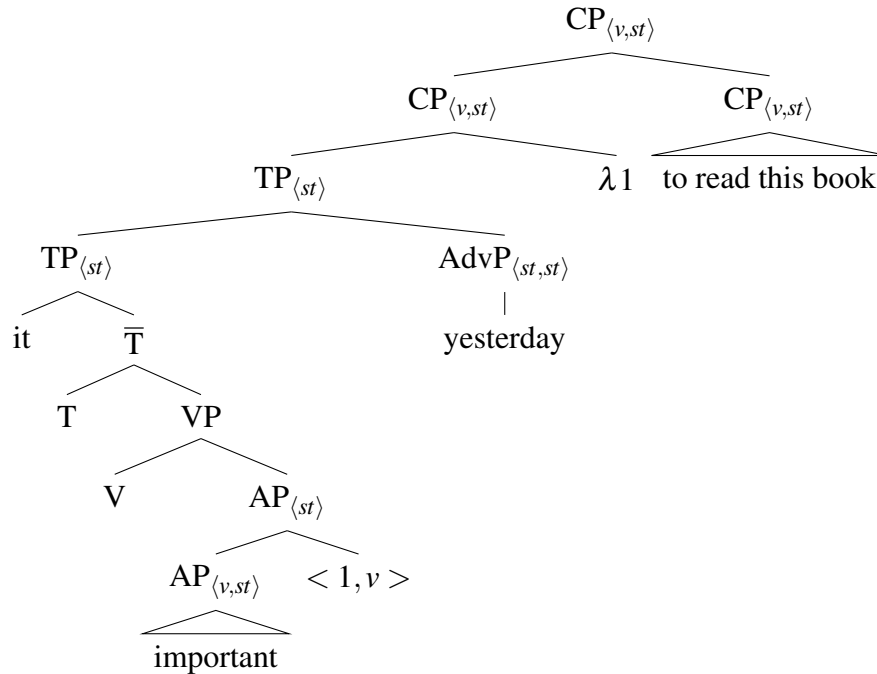 CP⟨v,st⟩
CP⟨v,st⟩ CP⟨v,st⟩
TP⟨st⟩ λ1 to read this book
TP⟨st⟩ AdvP⟨st,st⟩
it T̅ yesterday
T VP
V AP⟨st⟩
AP⟨v,st⟩ < 1, v >
important